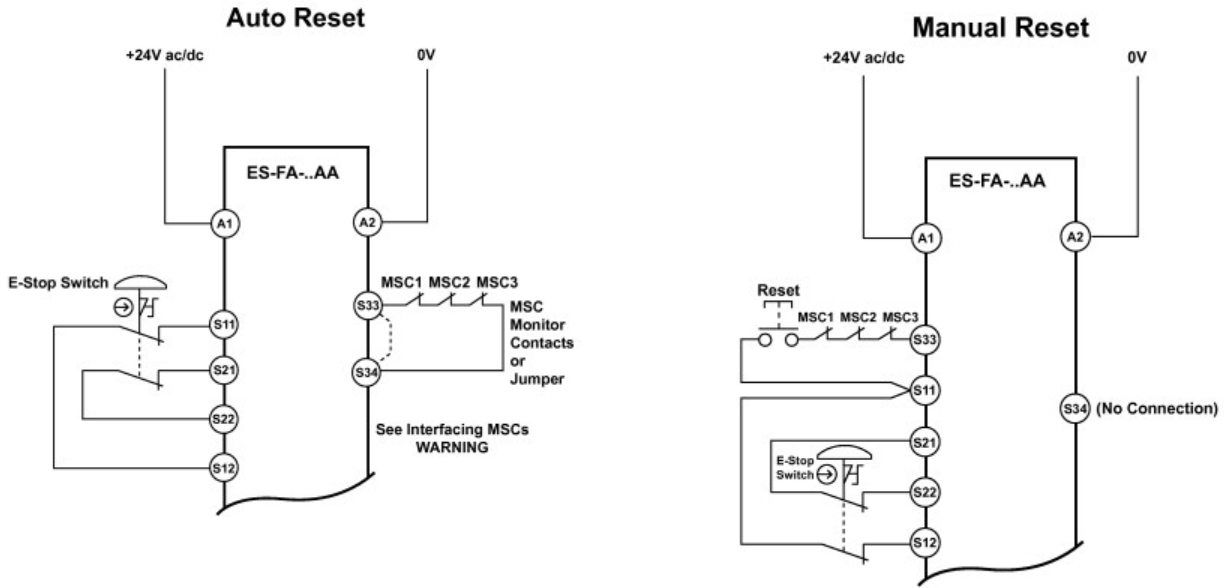 Auto Reset
+24V ac/dc
0V
ES-FA-..AA
A1
A2
E-Stop Switch
MSC1 MSC2 MSC3
S33
MSC
Monitor
Contacts
or
Jumper
S11
S21
S34
S22
See Interfacing MSCs
WARNING
S12
Manual Reset
+24V ac/dc
0V
ES-FA-..AA
A1
A2
Reset
MSC1 MSC2 MSC3
S33
S11
S34 (No Connection)
S21
E-Stop
Switch
S22
S12